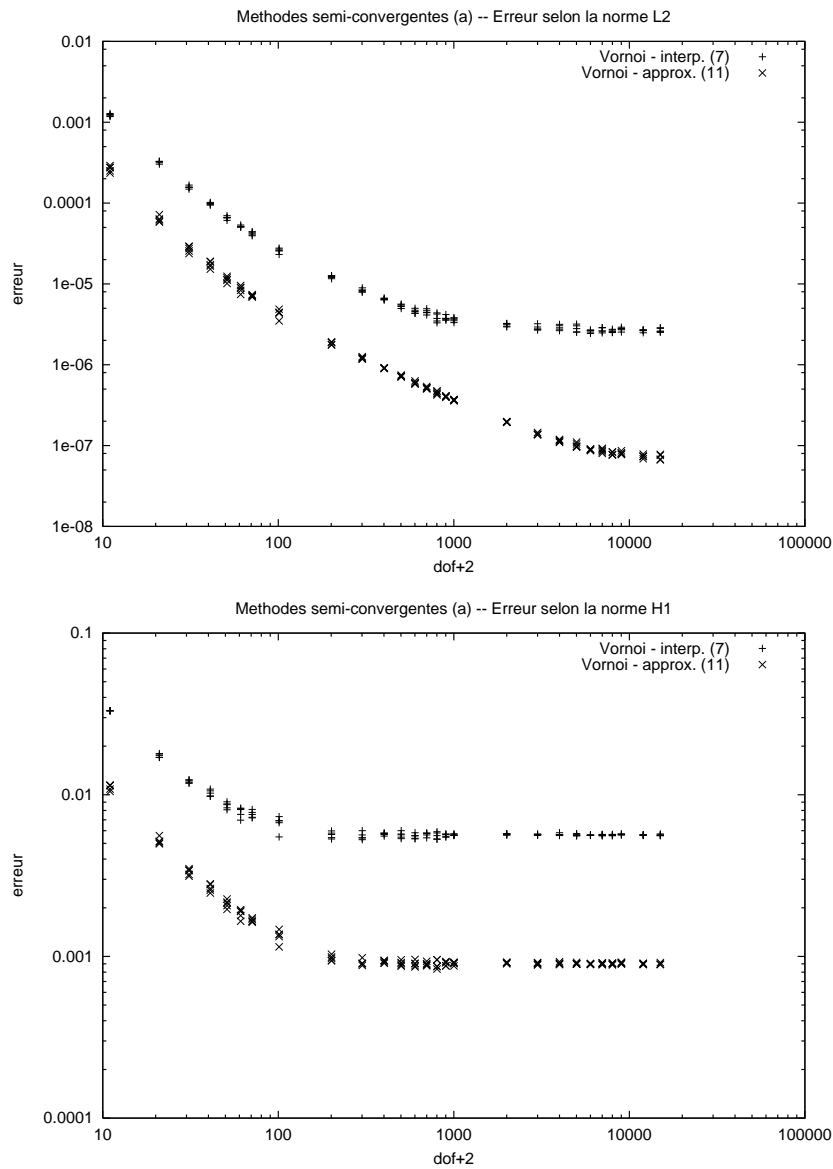 Methodes semi-convergentes (a) -- Erreur selon la norme L2
0.01
0.001
0.0001
1e-05
1e-06
1e-07
1e-08
erreur
Vornoi - interp. (7)
Vornoi - approx. (11)
10
100
1000
10000
100000
dof+2
Methodes semi-convergentes (a) -- Erreur selon la norme H1
0.1
0.01
0.001
0.0001
erreur
Vornoi - interp. (7)
Vornoi - approx. (11)
10
100
1000
10000
100000
dof+2